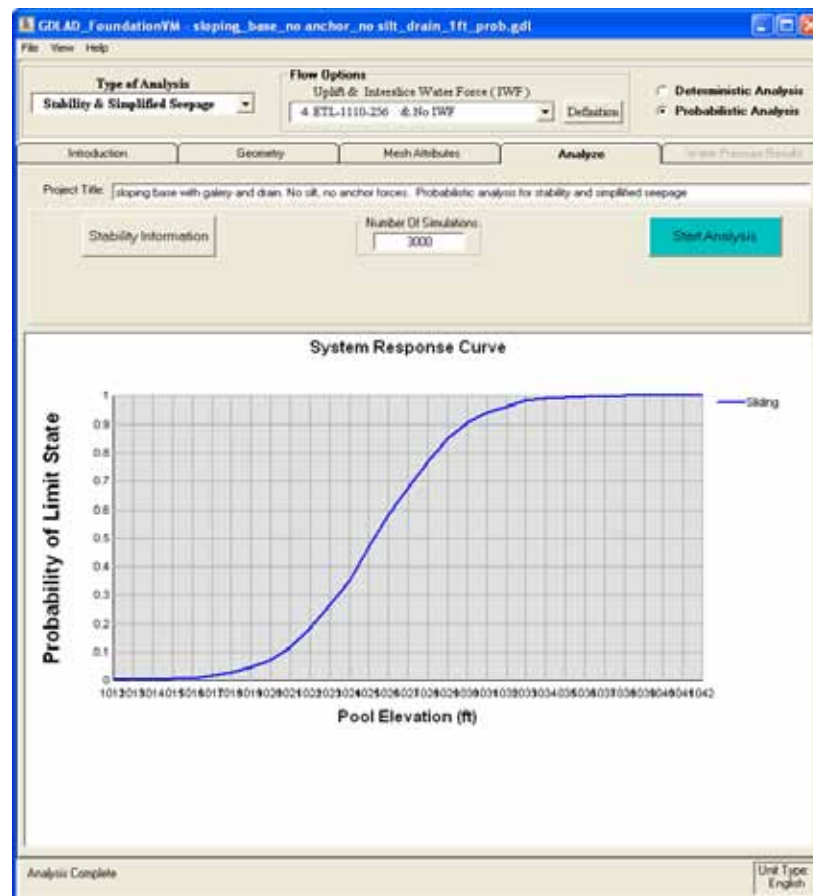 GDLAD_FoundationVM - sloping_base_no anchor_no silt_drain_1ft_prob.gdl
File View Help
Type of Analysis
Stability & Simplified Seepage
Flow Options
Uplift & Interslice Water Force (IWF)
4 ETL-1110-256 & No IWF
Definition
Deterministic Analysis
Probabilistic Analysis
Introduction
Geometry
Mesh Attributes
Analyze
Water Pressure Results
Project Title: sloping base with galery and drain. No silt, no anchor forces. Probabilistic analysis for stability and simplified seepage
Stability Information
Number Of Simulations
3000
Start Analysis
System Response Curve
Probability of Limit State
1
0.9
0.8
0.7
0.6
0.5
0.4
0.3
0.2
0.1
0
Sliding
Pool Elevation (ft)
Analysis Complete
Unit Type:
English